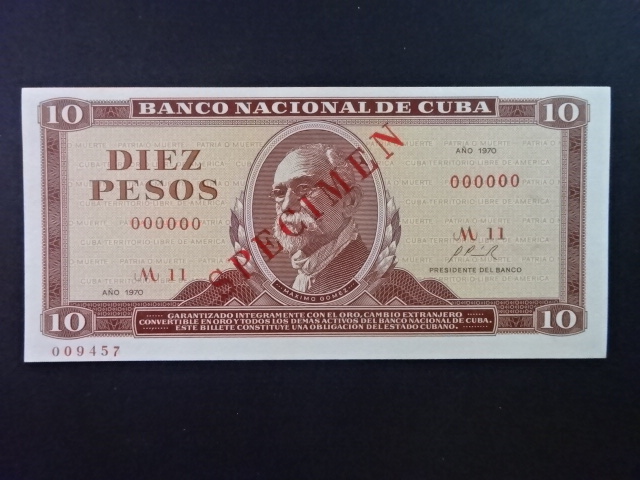 10 BANCO NACIONAL DE CUBA 10
DIEZ
PESOS
AÑO 1970
000000
000000
M 11
M 11
SPECIMEN
PRESIDENTE DEL BANCO
AÑO 1970
MAXIMO GOMEZ
10 10
GARANTIZADO INTEGRAMENTE CON EL ORO, CAMBIO EXTRANJERO
CONVERTIBLE EN ORO Y TODOS LOS DEMAS ACTIVOS DEL BANCO NACIONAL DE CUBA.
ESTE BILLETE CONSTITUYE UNA OBLIGACION DEL ESTADO CUBANO.
009457